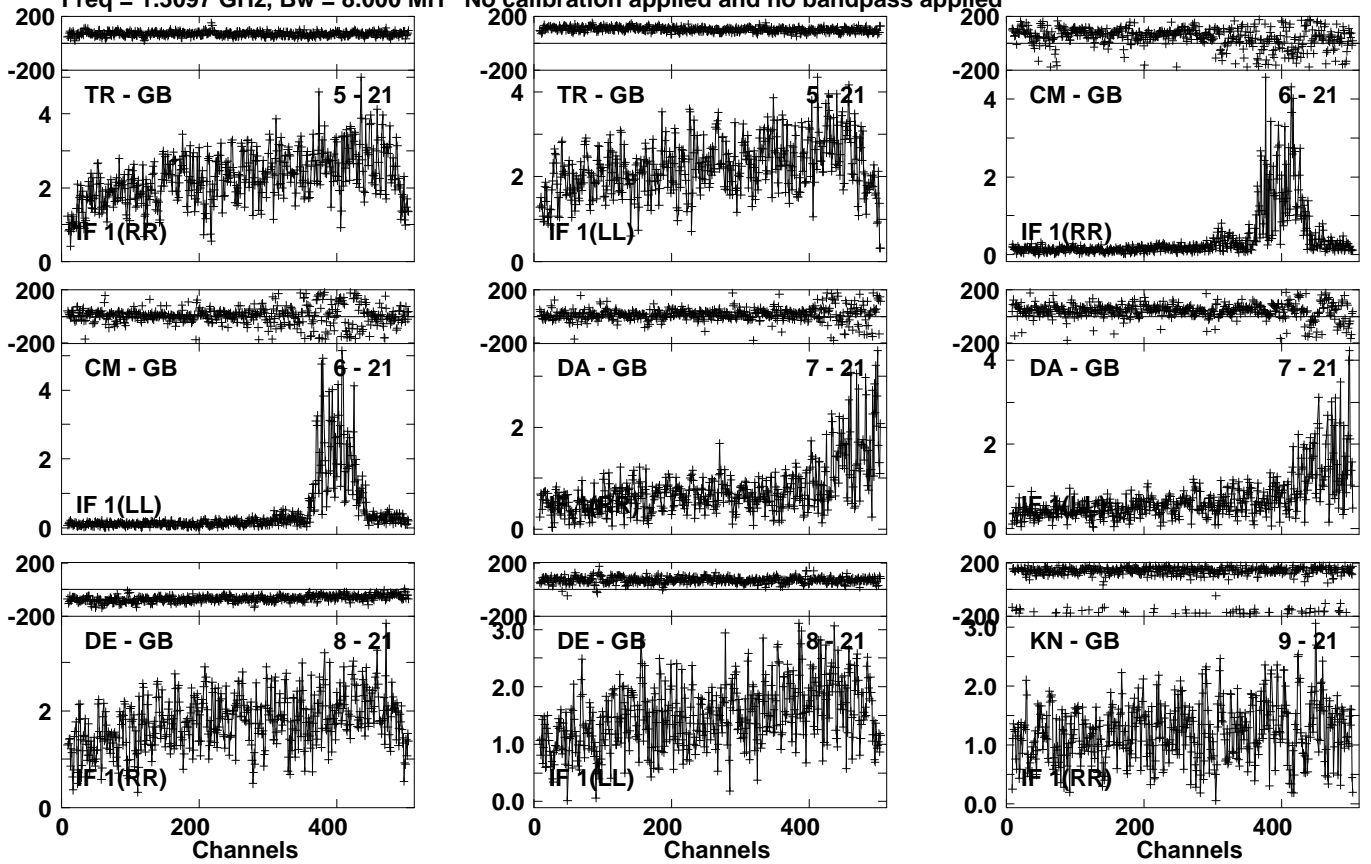 Freq = GHz, Bw = 8.000 MH No calibration applied and no bandpass applied
200 200 200
-200 -200 -200
TR - GB 5 - 21 TR - GB 5 - 21 CM - GB 6 - 21
4 4 4
2 2 2
IF 1(RR) IF 1(LL) IF 1(RR)
0 0 0
200 200 200
-200 -200 -200
CM - GB 6 - 21 DA - GB 7 - 21 DA - GB 7 - 21
4 2 4
2 2
IF 1(LL)
0 0 0
200 200 200
-200 -200 -200
DE - GB 8 - 21 DE - GB 8 - 21 KN - GB 9 - 21
3.0 3.0
2 2.0 2.0
1.0 1.0
IF 1(RR) IF 1(LL) IF 1(RR)
0 0.0 0.0
0 200 400 0 200 400 0 200 400
Channels Channels Channels